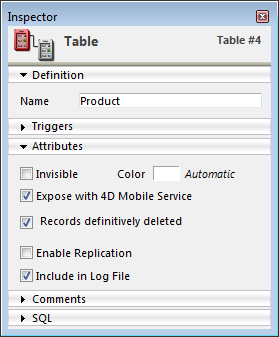 Inspector
Table Table #4
Definition
Name Product
Triggers
Attributes
Invisible Color Automatic
Expose with 4D Mobile Service
Records definitively deleted
Enable Replication
Include in Log File
Comments
SQL